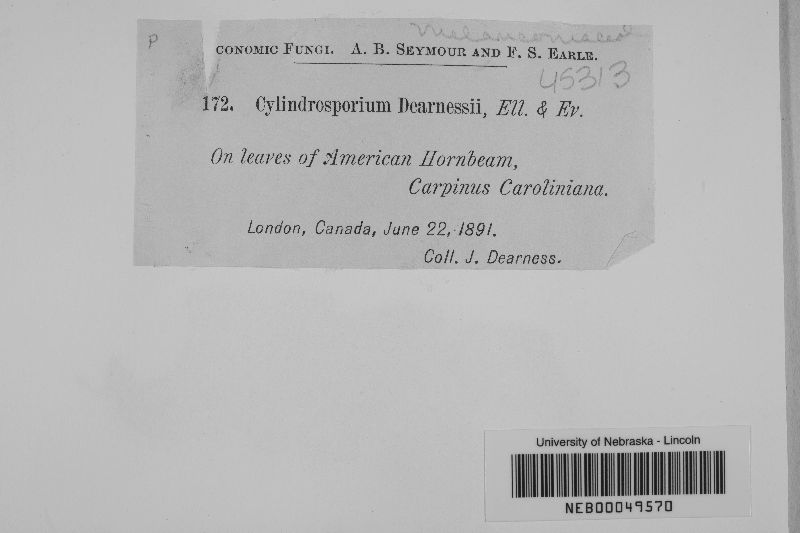 Melanconiaceae
P
CONOMIC FUNGI. A. B. SEYMOUR AND F. S. EARLE.
45313
172. Cylindrosporium Dearnessii, Ell. & Ev.
On leaves of American Hornbeam,
Carpinus Caroliniana.
London, Canada, June 22, 1891.
Coll. J. Dearness.
University of Nebraska - Lincoln
NEB00049570